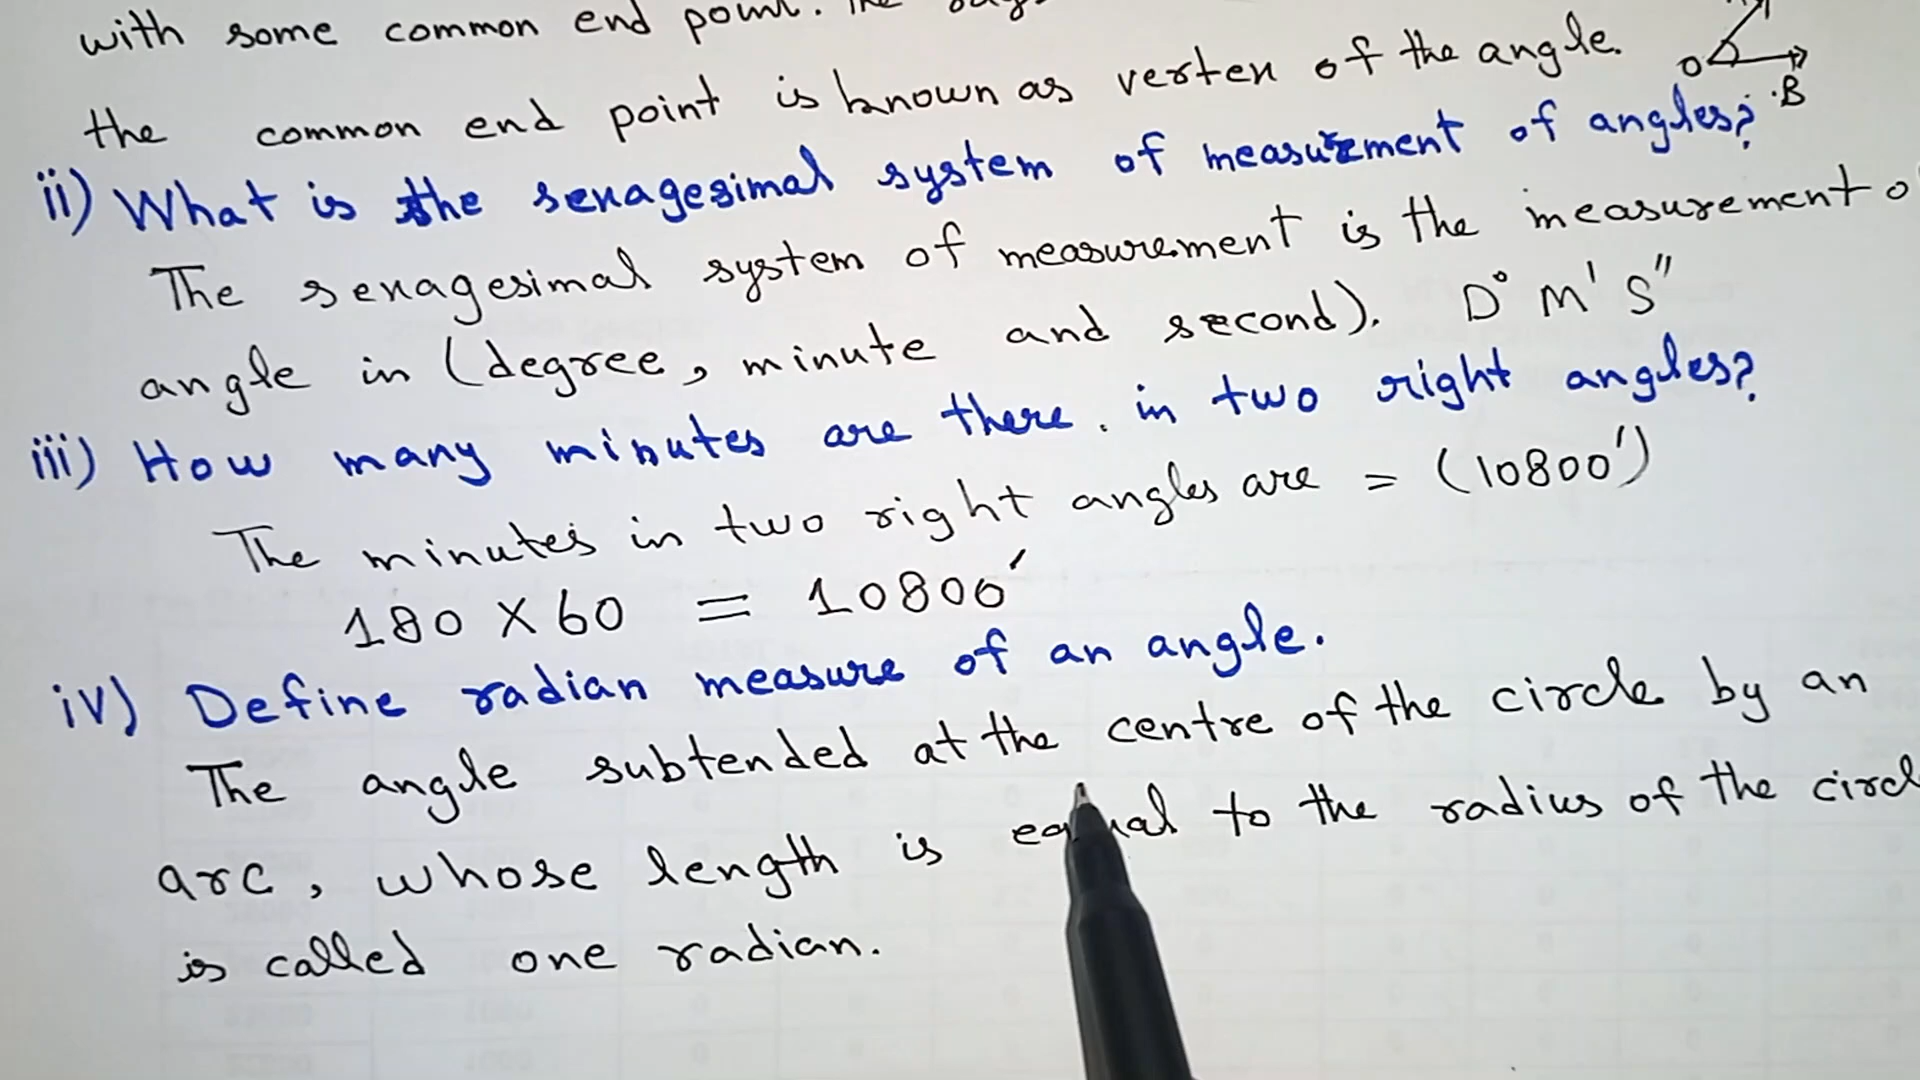 with some common end point. The
the common end point is known as vertex of the angle.
O B
ii) What is the sexagesimal system of measurement of angles?
The sexagesimal system of measurement is the measurement o
angle in (degree, minute and second). D° M' S"
iii) How many minutes are there. in two right angles?
The minutes in two right angles are = (10800')
180 X 60 = 10800'
iv) Define radian measure of an angle.
The angle subtended at the centre of the circle by an
arc, whose length is equal to the radius of the circle
is called one radian.